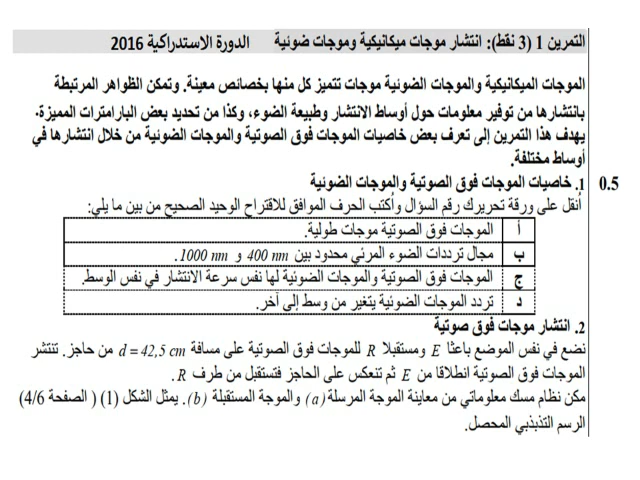 التمرين 1 (3 نقط): انتشار موجات ميكانيكية وموجات ضوئية الدورة الاستدراكية 2016
الموجات الميكانيكية والموجات الضوئية موجات تتميز كل منها بخصائص معينة. وتمكن الظواهر المرتبطة
بانتشارها من توفير معلومات حول أوساط الانتشار وطبيعة الضوء، وكذا من تحديد بعض البارامترات المميزة.
يهدف هذا التمرين إلى تعرف بعض خاصيات الموجات فوق الصوتية والموجات الضوئية من خلال انتشارها في
أوساط مختلفة.
0.5 1. خاصيات الموجات فوق الصوتية والموجات الضوئية
أنقل على ورقة تحريرك رقم السؤال وأكتب الحرف الموافق للاقتراح الوحيد الصحيح من بين ما يلي:
أ الموجات فوق الصوتية موجات طولية.
ب مجال ترددات الضوء المرئي محدود بين 400 nm و 1000 nm.
ج الموجات فوق الصوتية والموجات الضوئية لها نفس سرعة الانتشار في نفس الوسط.
د تردد الموجات الضوئية يتغير من وسط إلى آخر.
2. انتشار موجات فوق صوتية
نضع في نفس الموضع باعثا E ومستقبلا R للموجات فوق الصوتية على مسافة d = 42,5 cm من حاجز. تنتشر
الموجات فوق الصوتية انطلاقا من E ثم تنعكس على الحاجز فتستقبل من طرف R.
مكن نظام مسك معلوماتي من معاينة الموجة المرسلة (a) والموجة المستقبلة (b). يمثل الشكل (1) ( الصفحة 4/6)
الرسم التذبذبي المحصل.